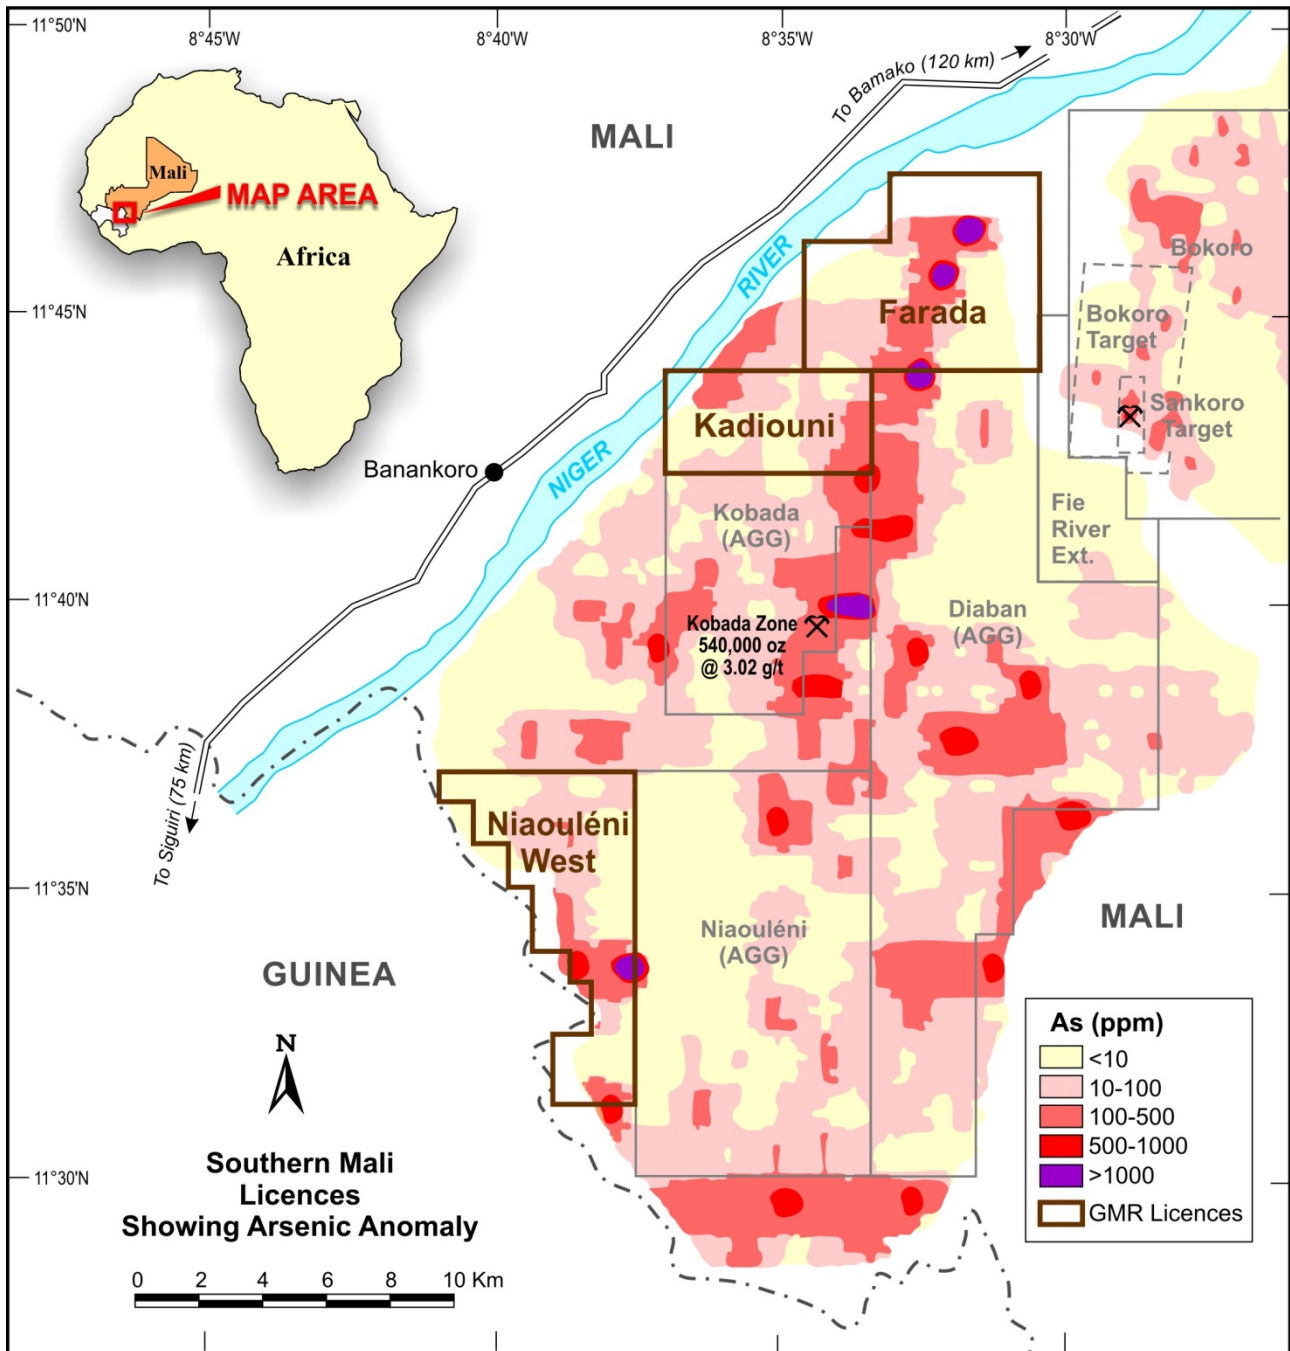 11°50'N
8°45'W
8°40'W
8°35'W
8°30'W
To Bamako (120 km)
MALI
Mali
MAP AREA
Africa
RIVER
Bokoro
11°45'N
Farada
Bokoro
Target
Kadiouni
Sankoro
Target
Banankoro
NIGER
Kobada
(AGG)
Fie
River
Ext.
11°40'N
Diaban
(AGG)
Kobada Zone
540,000 oz
@ 3.02 g/t
To Siguiri (75 km)
Niaouléni
West
11°35'N
MALI
Niaouléni
(AGG)
GUINEA
N
As (ppm)
<10
10-100
100-500
500-1000
>1000
GMR Licences
11°30'N
Southern Mali
Licences
Showing Arsenic Anomaly
0 2 4 6 8 10 Km